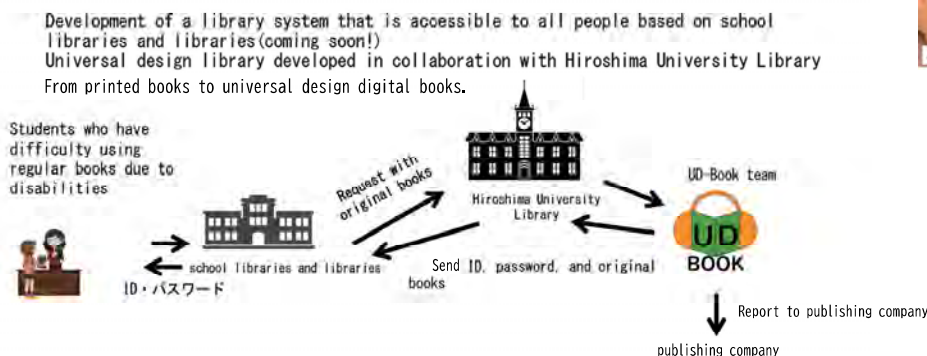 Development of a library system that is accessible to all people based on school
libraries and libraries(coming soon!)
Universal design library developed in collaboration with Hiroshima University Library
From printed books to universal design digital books.
Students who have
difficulty using
regular books due to
disabilities
Request with
original books
Hiroshima University
Library
UD-Book team
UD
BOOK
school libraries and libraries
ID・パスワード
Send ID, password, and original
books
Report to publishing company
publishing company